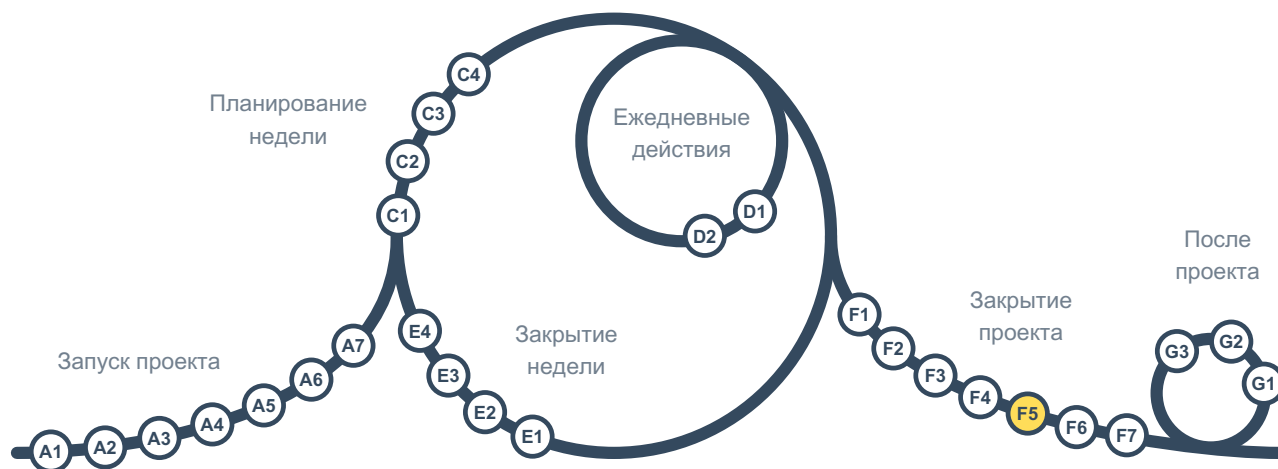 Запуск проекта
A1
A2
A3
A4
A5
A6
A7
Планирование
недели
C1
C2
C3
C4
Ежедневные
действия
D1
D2
Закрытие
недели
E1
E2
E3
E4
Закрытие
проекта
F1
F2
F3
F4
F5
F6
F7
После
проекта
G1
G2
G3